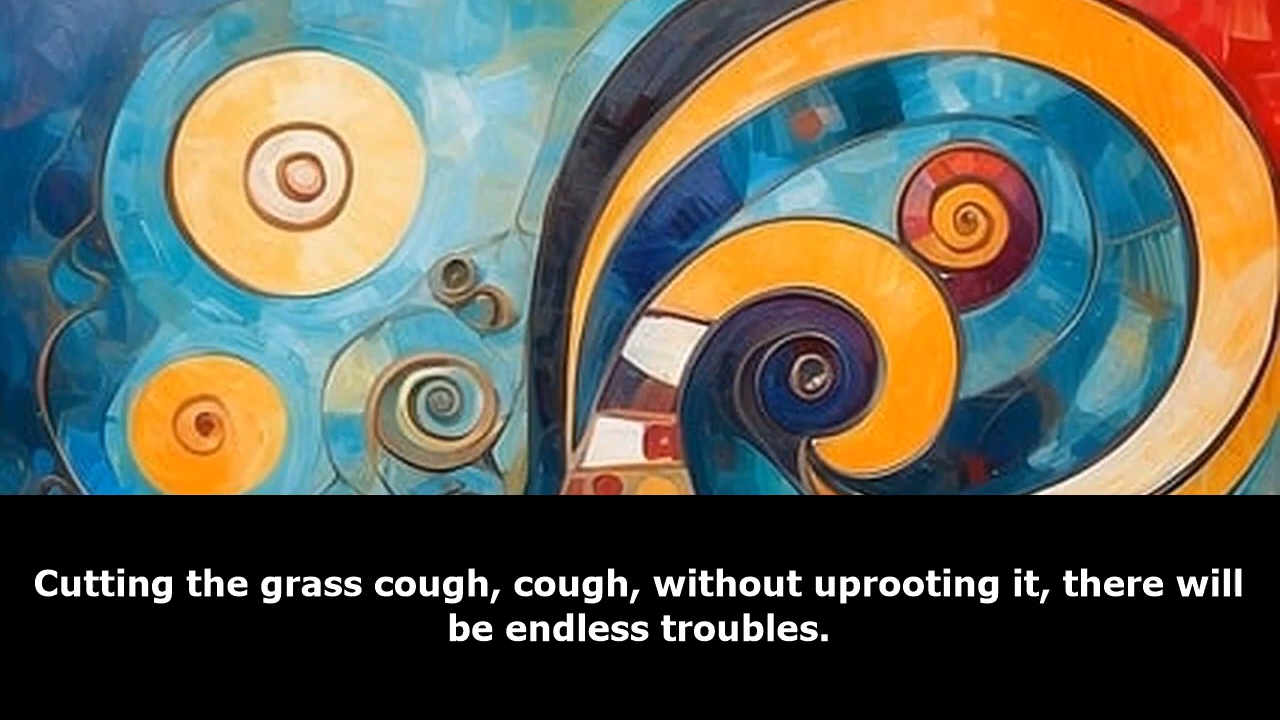 Cutting the grass cough, cough, without uprooting it, there will
be endless troubles.